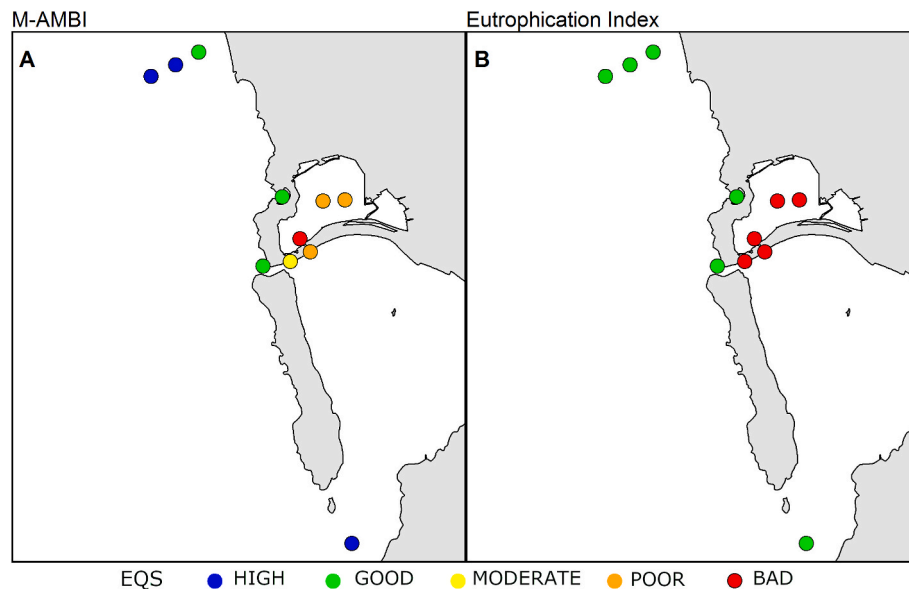 M-AMBI
Eutrophication Index
A
B
EQS HIGH GOOD MODERATE POOR BAD